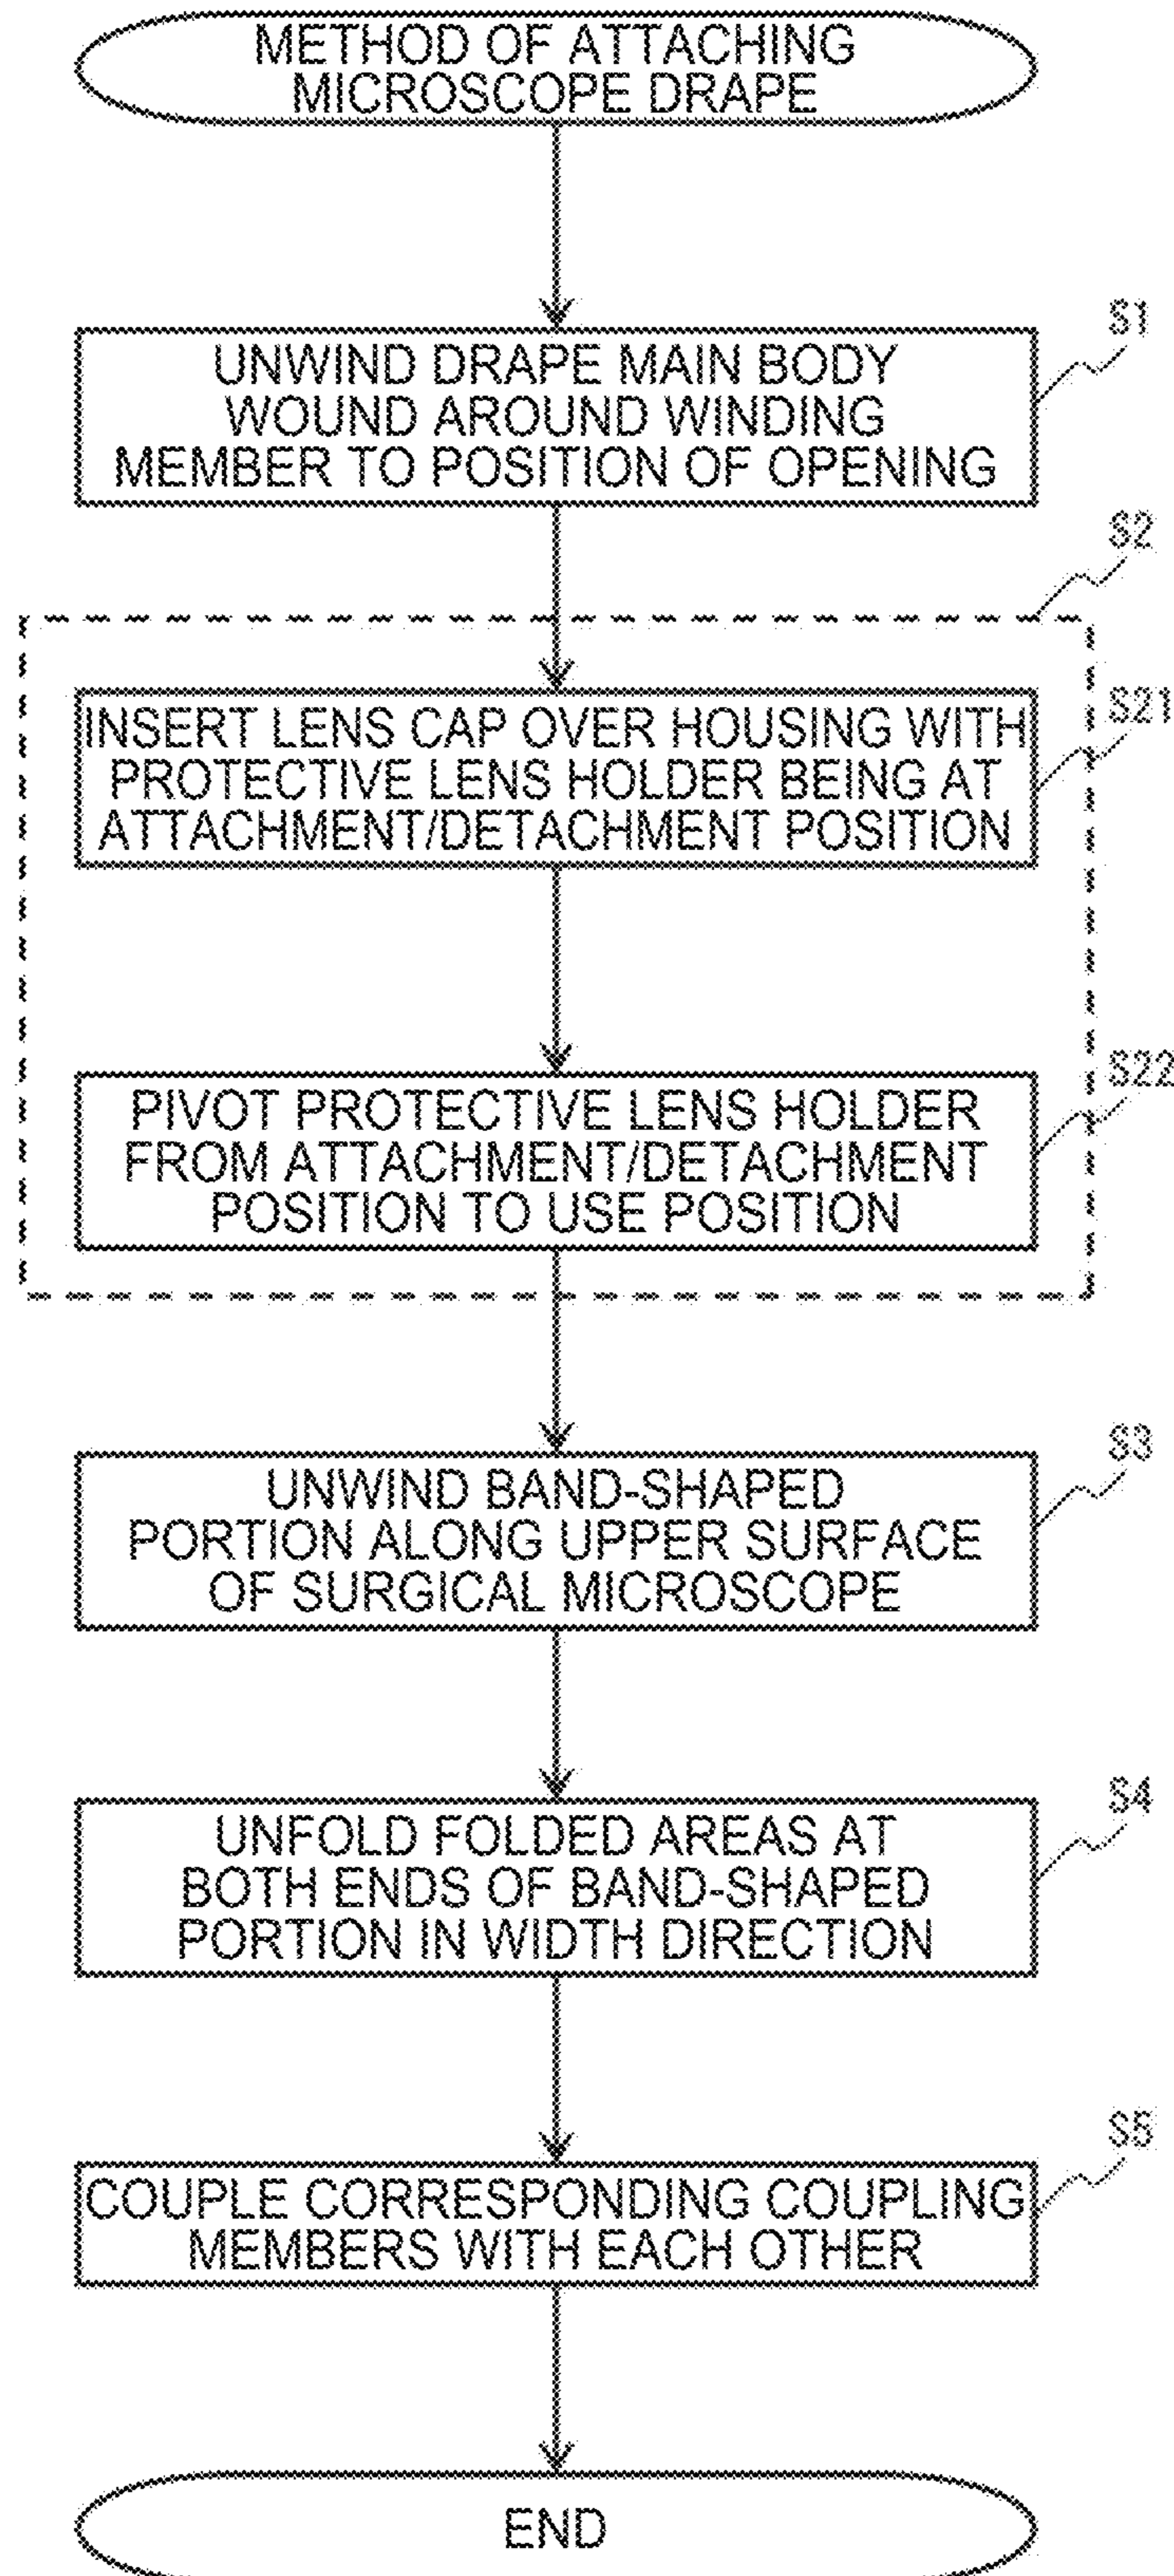 METHOD OF ATTACHING
MICROSCOPE DRAPE
S1
UNWIND DRAPE MAIN BODY
WOUND AROUND WINDING
MEMBER TO POSITION OF OPENING
S2
S21
INSERT LENS CAP OVER HOUSING WITH
PROTECTIVE LENS HOLDER BEING AT
ATTACHMENT/DETACHMENT POSITION
S22
PIVOT PROTECTIVE LENS HOLDER
FROM ATTACHMENT/DETACHMENT
POSITION TO USE POSITION
S3
UNWIND BAND-SHAPED
PORTION ALONG UPPER SURFACE
OF SURGICAL MICROSCOPE
S4
UNFOLD FOLDED AREAS AT
BOTH ENDS OF BAND-SHAPED
PORTION IN WIDTH DIRECTION
S5
COUPLE CORRESPONDING COUPLING
MEMBERS WITH EACH OTHER
END